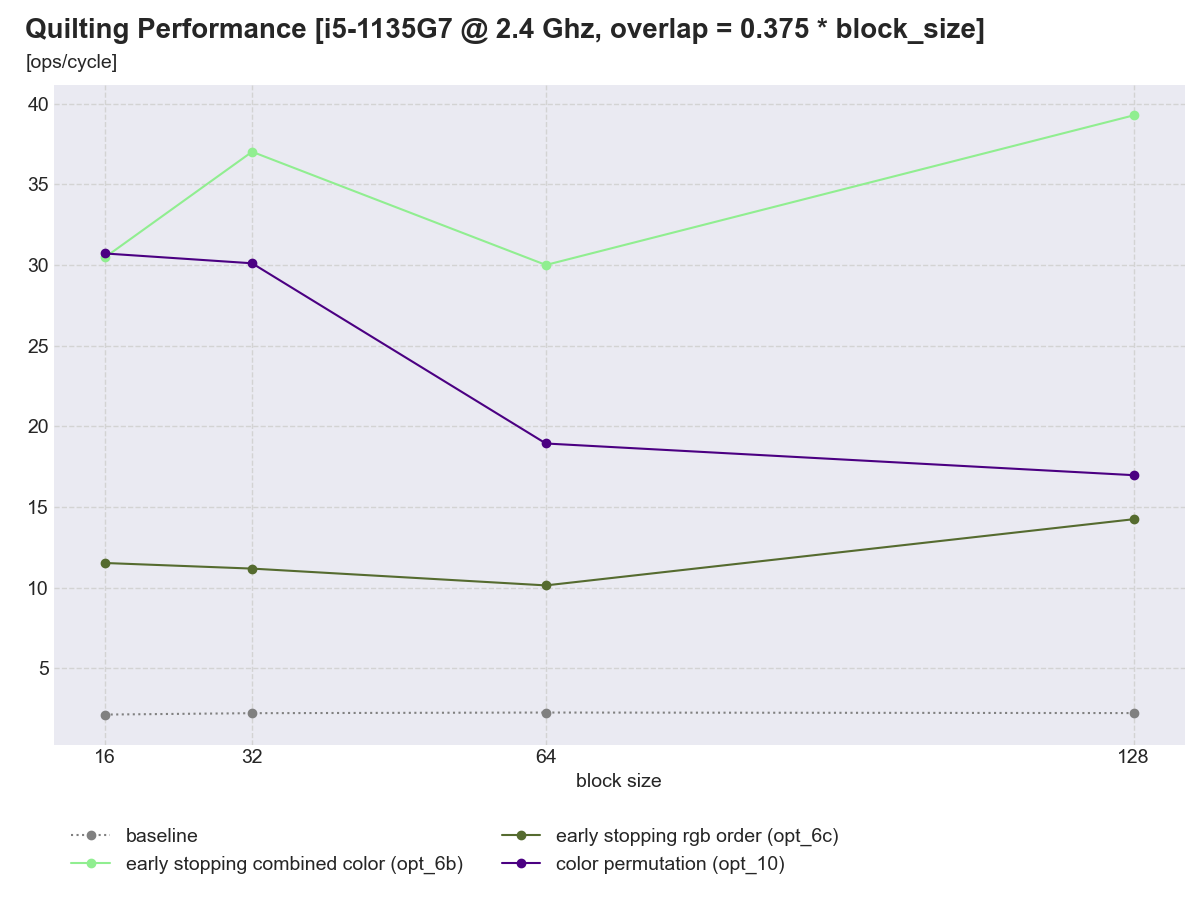 Quilting Performance [i5-1135G7 @ 2.4 Ghz, overlap = 0.375 * block_size]
[ops/cycle]
40
35
30
25
20
15
10
5
16 32 64 128
block size
baseline
early stopping combined color (opt_6b)
early stopping rgb order (opt_6c)
color permutation (opt_10)